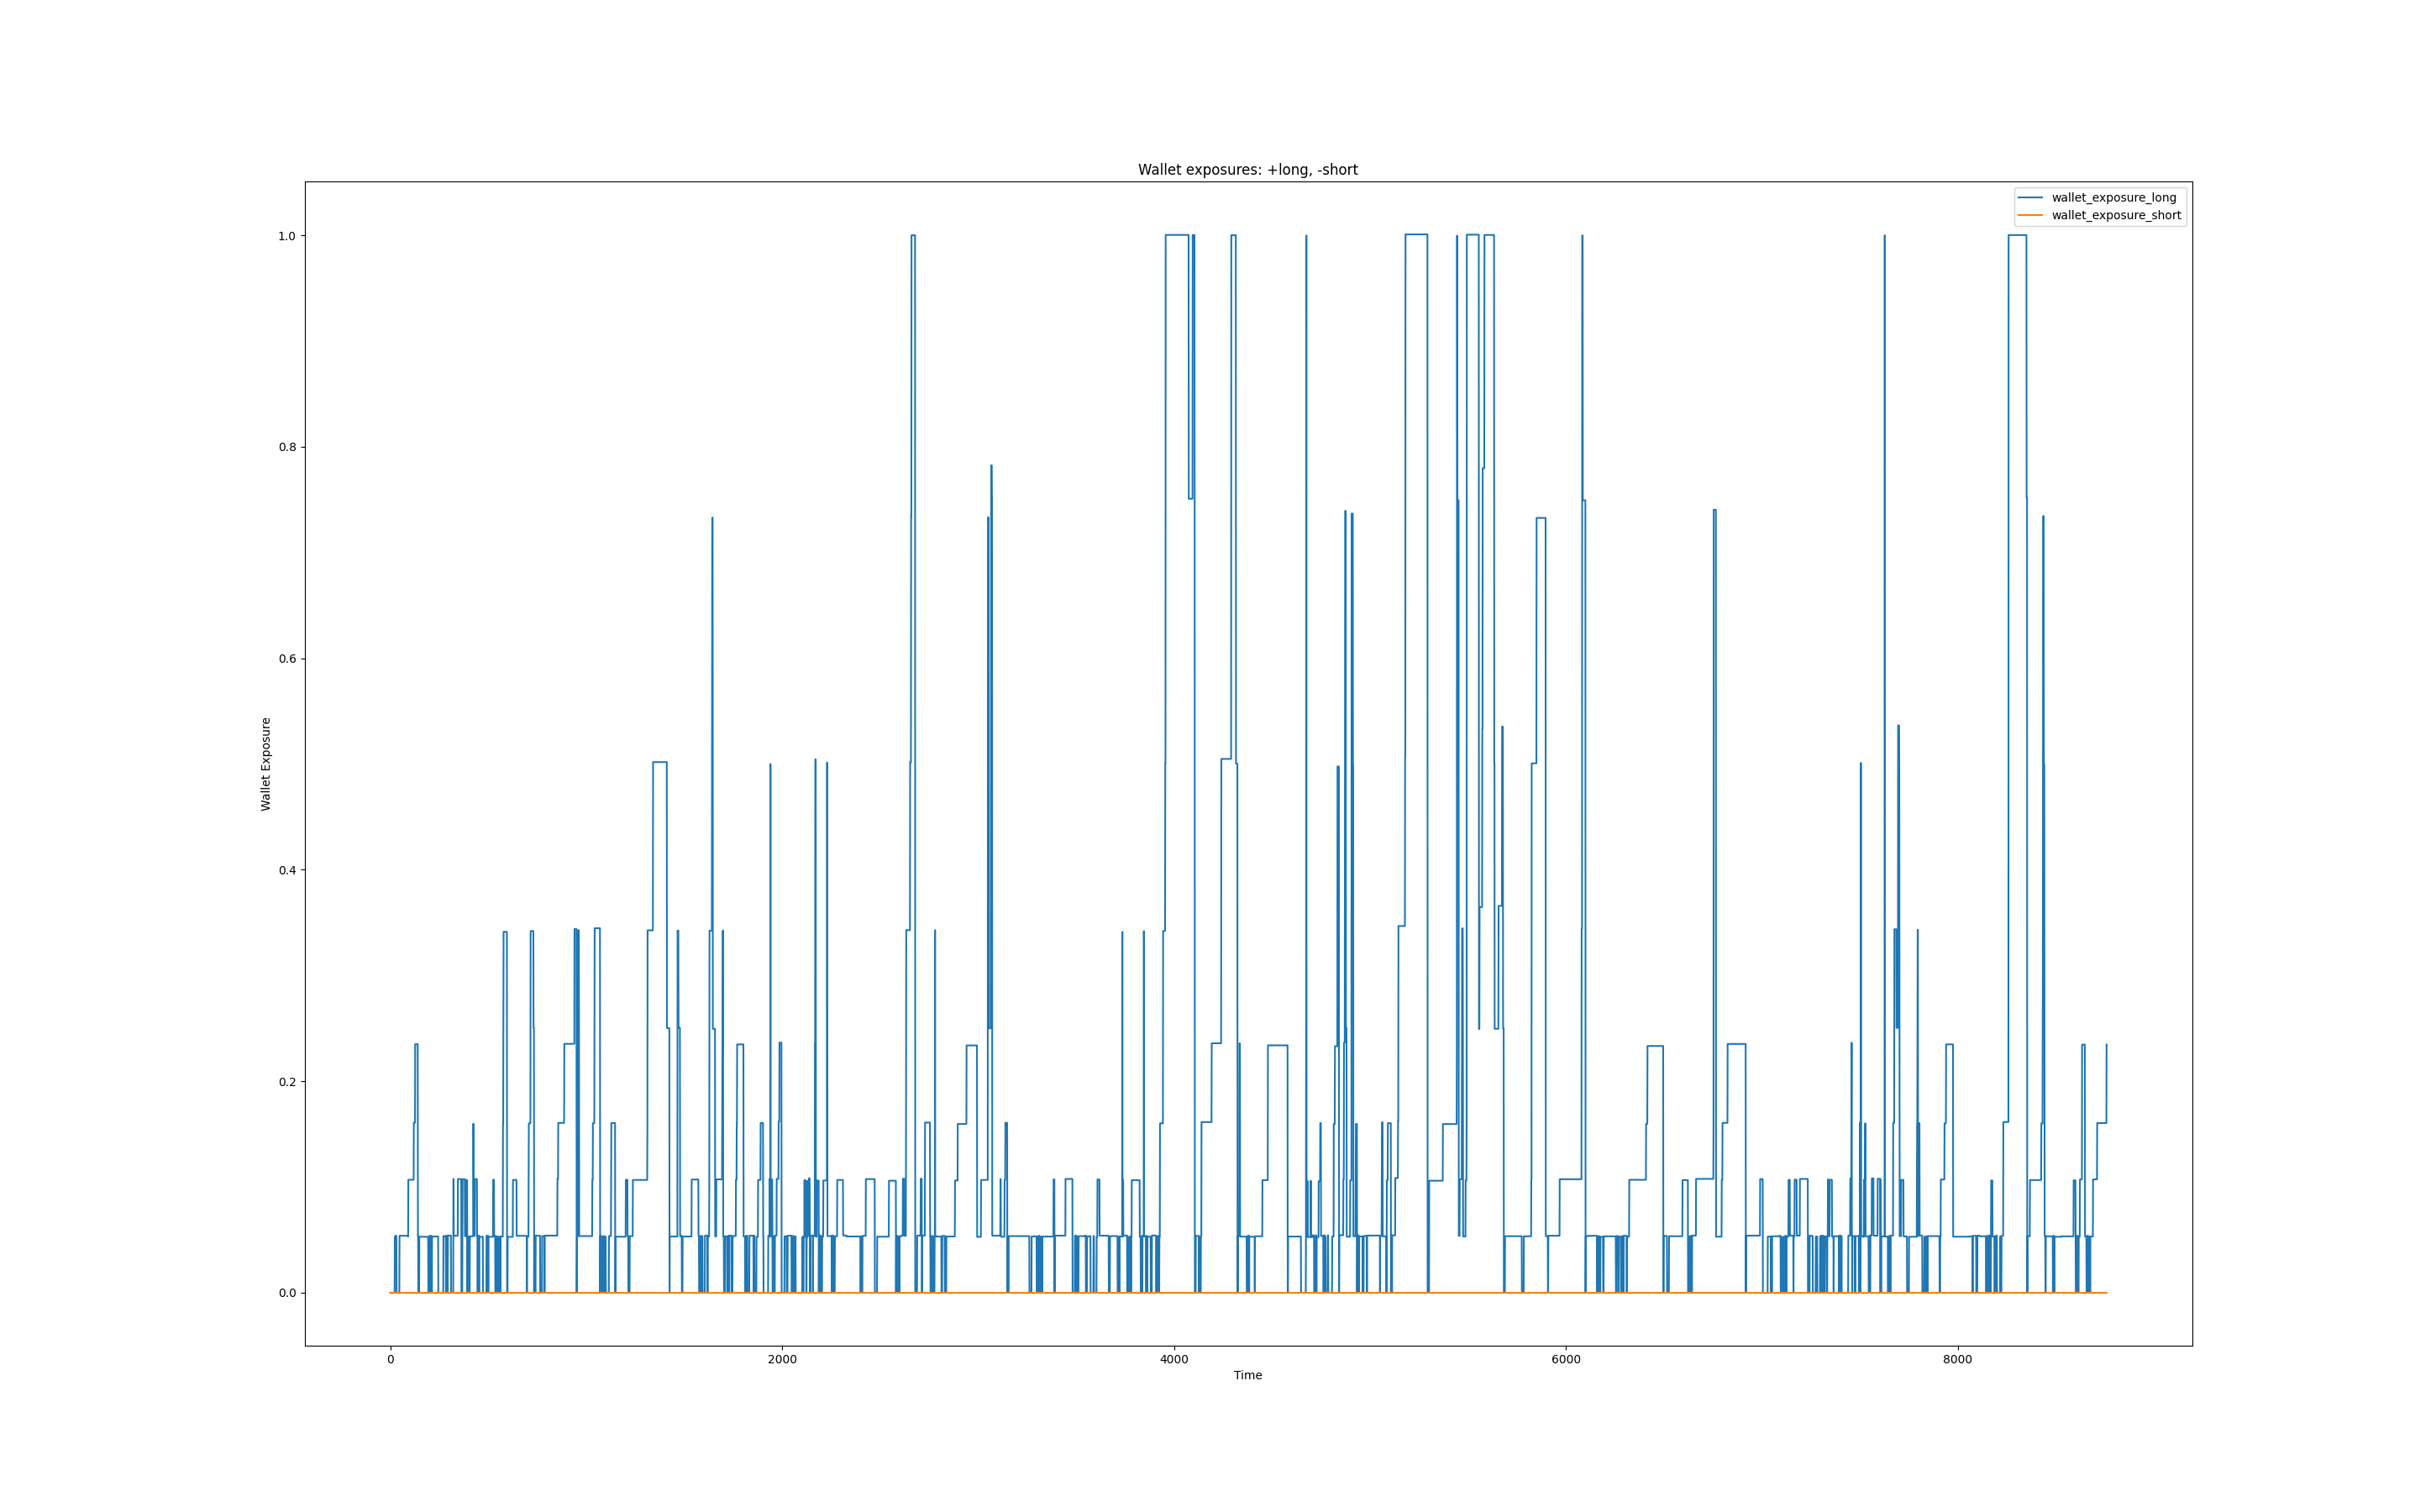 Wallet exposures: +long, -short
wallet_exposure_long
wallet_exposure_short
1.0
0.8
0.6
0.4
0.2
0.0
Wallet Exposure
0 2000 4000 6000 8000
Time